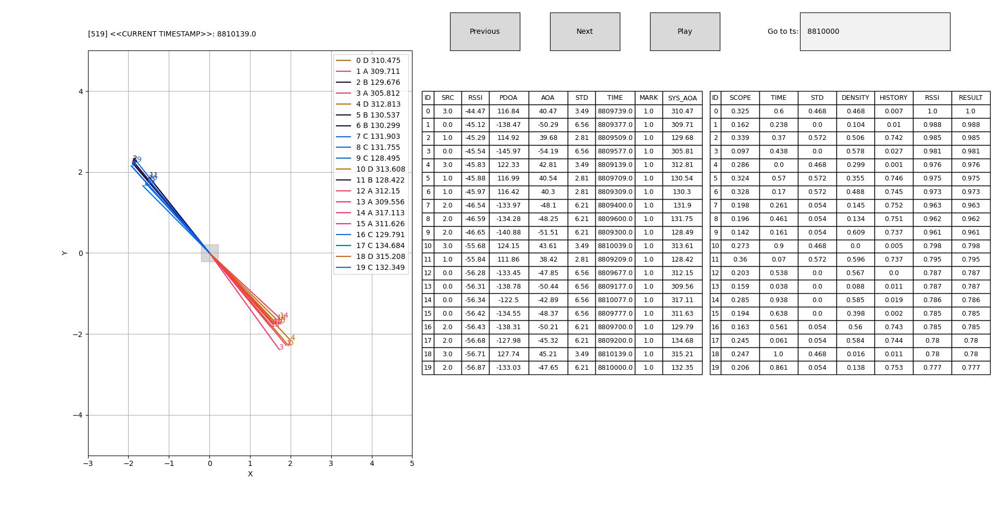 Previous
Next
Play
Go to ts: 8810000
[519] <<CURRENT TIMESTAMP>>: 8810139.0
0 D 310.475
1 A 309.711
2 B 129.676
3 A 305.812
4 D 312.813
5 B 130.537
6 B 130.299
7 C 131.903
8 C 131.755
9 C 128.495
10 D 313.608
11 B 128.422
12 A 312.15
13 A 309.556
14 A 317.113
15 A 311.626
16 C 129.791
17 C 134.684
18 D 315.208
19 C 132.349
4
2
0
−2
−4
Y
−3 −2 −1 0 1 2 3 4 5
X
2
9
11
14
4
3
ID SRC RSSI PDOA AOA STD TIME MARK SYS_AOA
0 3.0 -44.47 116.84 40.47 3.49 8809739.0 1.0 310.47
1 0.0 -45.12 -138.47 -50.29 6.56 8809377.0 1.0 309.71
2 1.0 -45.29 114.92 39.68 2.81 8809509.0 1.0 129.68
3 0.0 -45.54 -145.97 -54.19 6.56 8809577.0 1.0 305.81
4 3.0 -45.83 122.33 42.81 3.49 8809139.0 1.0 312.81
5 1.0 -45.88 116.99 40.54 2.81 8809709.0 1.0 130.54
6 1.0 -45.97 116.42 40.3 2.81 8809309.0 1.0 130.3
7 2.0 -46.54 -133.97 -48.1 6.21 8809400.0 1.0 131.9
8 2.0 -46.59 -134.28 -48.25 6.21 8809600.0 1.0 131.75
9 2.0 -46.65 -140.88 -51.51 6.21 8809300.0 1.0 128.49
10 3.0 -55.68 124.15 43.61 3.49 8810039.0 1.0 313.61
11 1.0 -55.84 111.86 38.42 2.81 8809209.0 1.0 128.42
12 0.0 -56.28 -133.45 -47.85 6.56 8809677.0 1.0 312.15
13 0.0 -56.31 -138.78 -50.44 6.56 8809177.0 1.0 309.56
14 0.0 -56.34 -122.5 -42.89 6.56 8810077.0 1.0 317.11
15 0.0 -56.42 -134.55 -48.37 6.56 8809777.0 1.0 311.63
16 2.0 -56.43 -138.31 -50.21 6.21 8809700.0 1.0 129.79
17 2.0 -56.68 -127.98 -45.32 6.21 8809200.0 1.0 134.68
18 3.0 -56.71 127.74 45.21 3.49 8810139.0 1.0 315.21
19 2.0 -56.87 -133.03 -47.65 6.21 8810000.0 1.0 132.35
ID SCOPE TIME STD DENSITY HISTORY RSSI RESULT
0 0.325 0.6 0.468 0.468 0.007 1.0 1.0
1 0.162 0.238 0.0 0.104 0.01 0.988 0.988
2 0.339 0.37 0.572 0.506 0.742 0.985 0.985
3 0.097 0.438 0.0 0.578 0.027 0.981 0.981
4 0.286 0.0 0.468 0.299 0.001 0.976 0.976
5 0.324 0.57 0.572 0.355 0.746 0.975 0.975
6 0.328 0.17 0.572 0.488 0.745 0.973 0.973
7 0.198 0.261 0.054 0.145 0.752 0.963 0.963
8 0.196 0.461 0.054 0.134 0.751 0.962 0.962
9 0.142 0.161 0.054 0.609 0.737 0.961 0.961
10 0.273 0.9 0.468 0.0 0.005 0.798 0.798
11 0.36 0.07 0.572 0.596 0.737 0.795 0.795
12 0.203 0.538 0.0 0.567 0.0 0.787 0.787
13 0.159 0.038 0.0 0.088 0.011 0.787 0.787
14 0.285 0.938 0.0 0.585 0.019 0.786 0.786
15 0.194 0.638 0.0 0.398 0.002 0.785 0.785
16 0.163 0.561 0.054 0.56 0.743 0.785 0.785
17 0.245 0.061 0.054 0.584 0.744 0.78 0.78
18 0.247 1.0 0.468 0.016 0.011 0.78 0.78
19 0.206 0.861 0.054 0.138 0.753 0.777 0.777